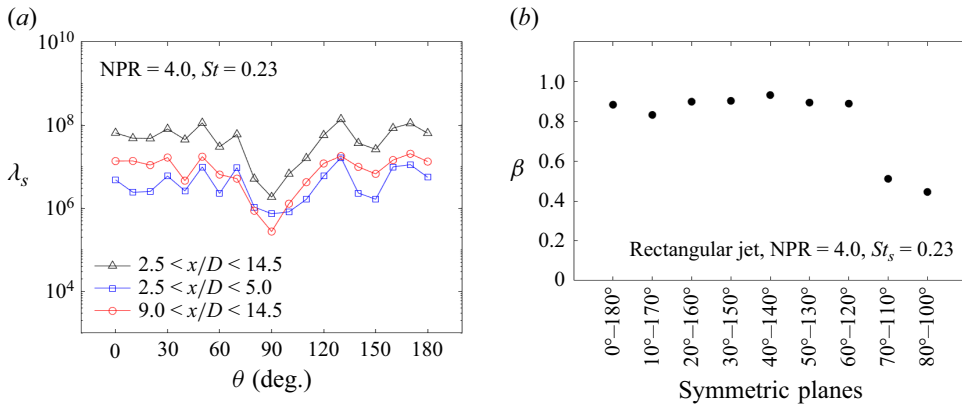 (a)
10^10
10^8
10^6
10^4
λs
NPR = 4.0, St = 0.23
2.5 < x/D < 14.5
2.5 < x/D < 5.0
9.0 < x/D < 14.5
0 30 60 90 120 150 180
θ (deg.)
(b)
1.0
0.8
0.6
0.4
0.2
0
β
Rectangular jet, NPR = 4.0, Sts = 0.23
0°–180°
10°–170°
20°–160°
30°–150°
40°–140°
50°–130°
60°–120°
70°–110°
80°–100°
Symmetric planes